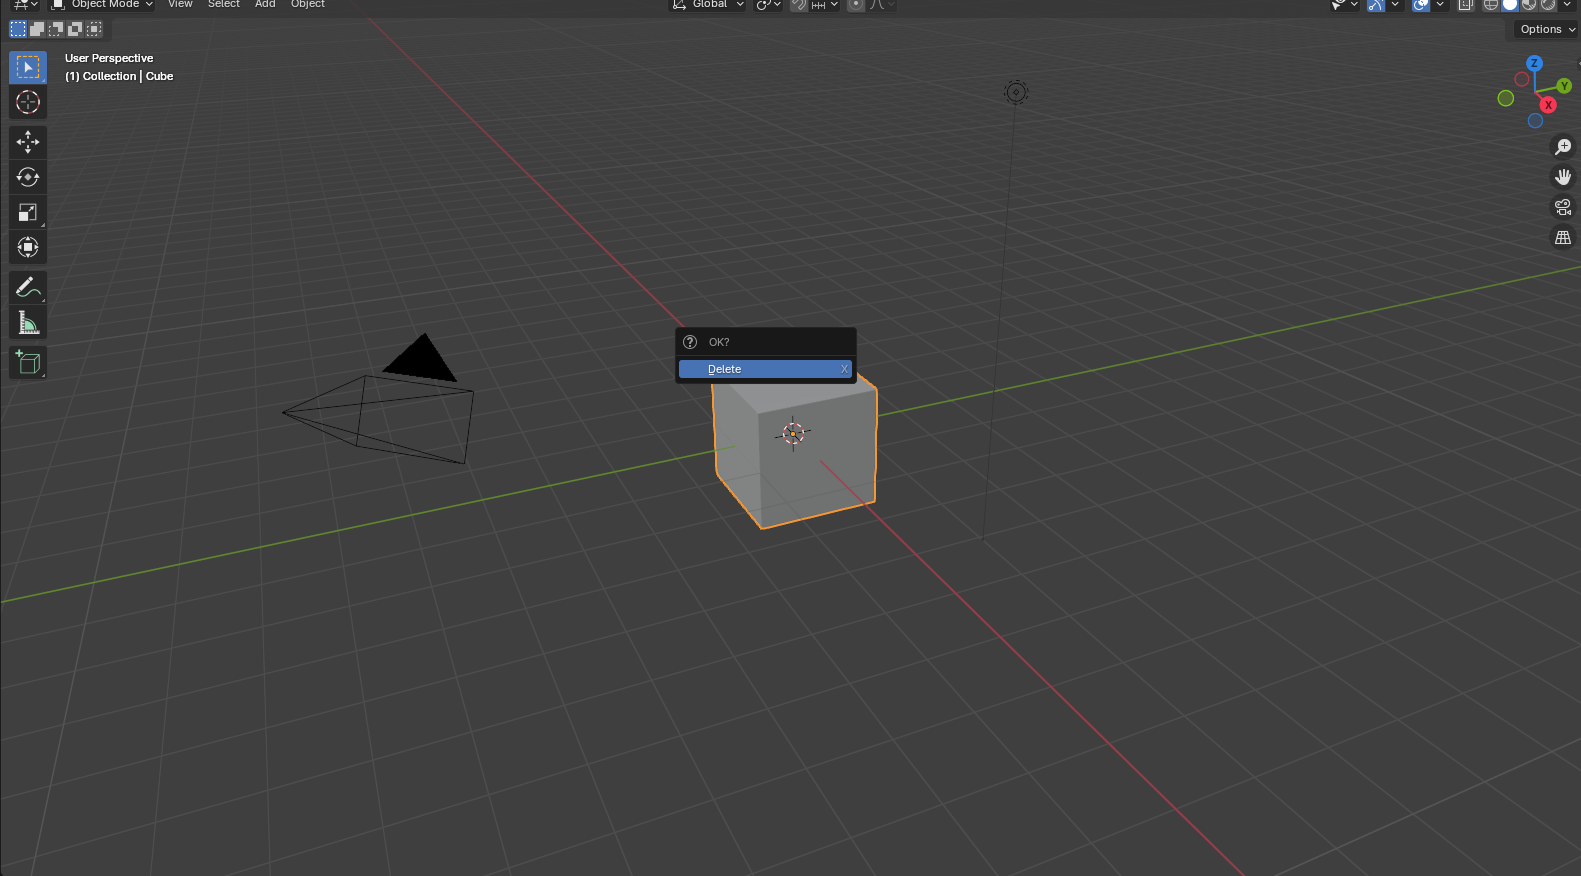 Object Mode View Select Add Object Global
Options
User Perspective
(1) Collection | Cube
Z
Y
X
OK?
Delete X